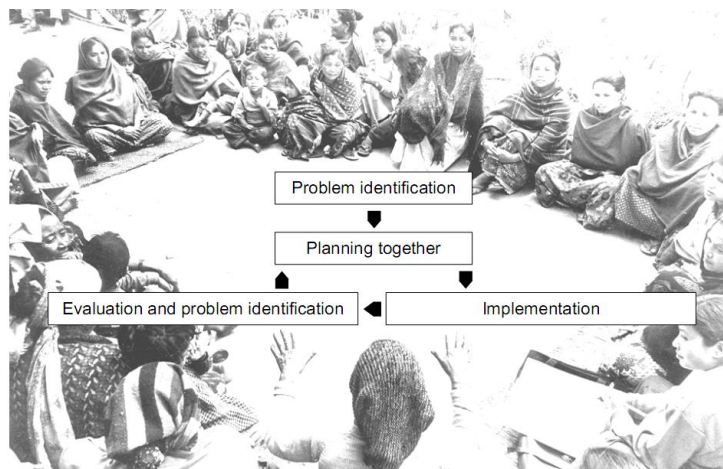 Problem identification
Planning together
Evaluation and problem identification
Implementation